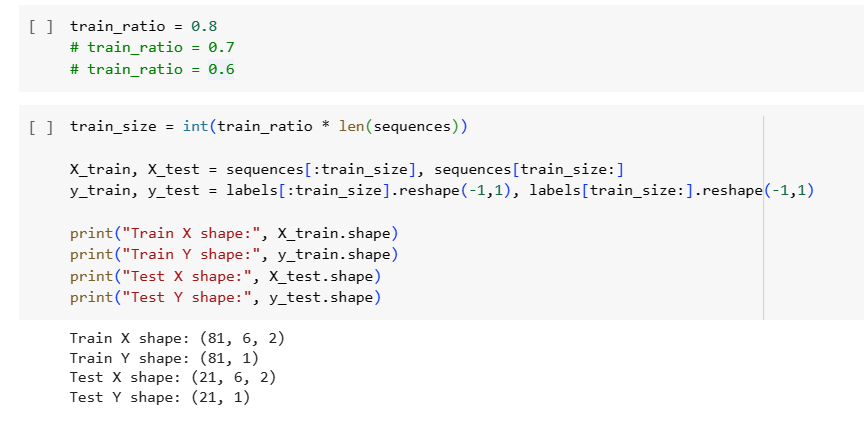 [ ] train_ratio = 0.8
# train_ratio = 0.7
# train_ratio = 0.6
[ ] train_size = int(train_ratio * len(sequences))
X_train, X_test = sequences[:train_size], sequences[train_size:]
y_train, y_test = labels[:train_size].reshape(-1,1), labels[train_size:].reshape(-1,1)
print("Train X shape:", X_train.shape)
print("Train Y shape:", y_train.shape)
print("Test X shape:", X_test.shape)
print("Test Y shape:", y_test.shape)
Train X shape: (81, 6, 2)
Train Y shape: (81, 1)
Test X shape: (21, 6, 2)
Test Y shape: (21, 1)